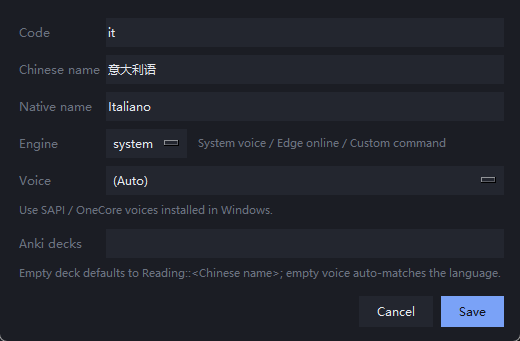 Code it
Chinese name 意大利语
Native name Italiano
Engine system System voice / Edge online / Custom command
Voice (Auto)
Use SAPI / OneCore voices installed in Windows.
Anki decks
Empty deck defaults to Reading::<Chinese name>; empty voice auto-matches the language.
Cancel Save